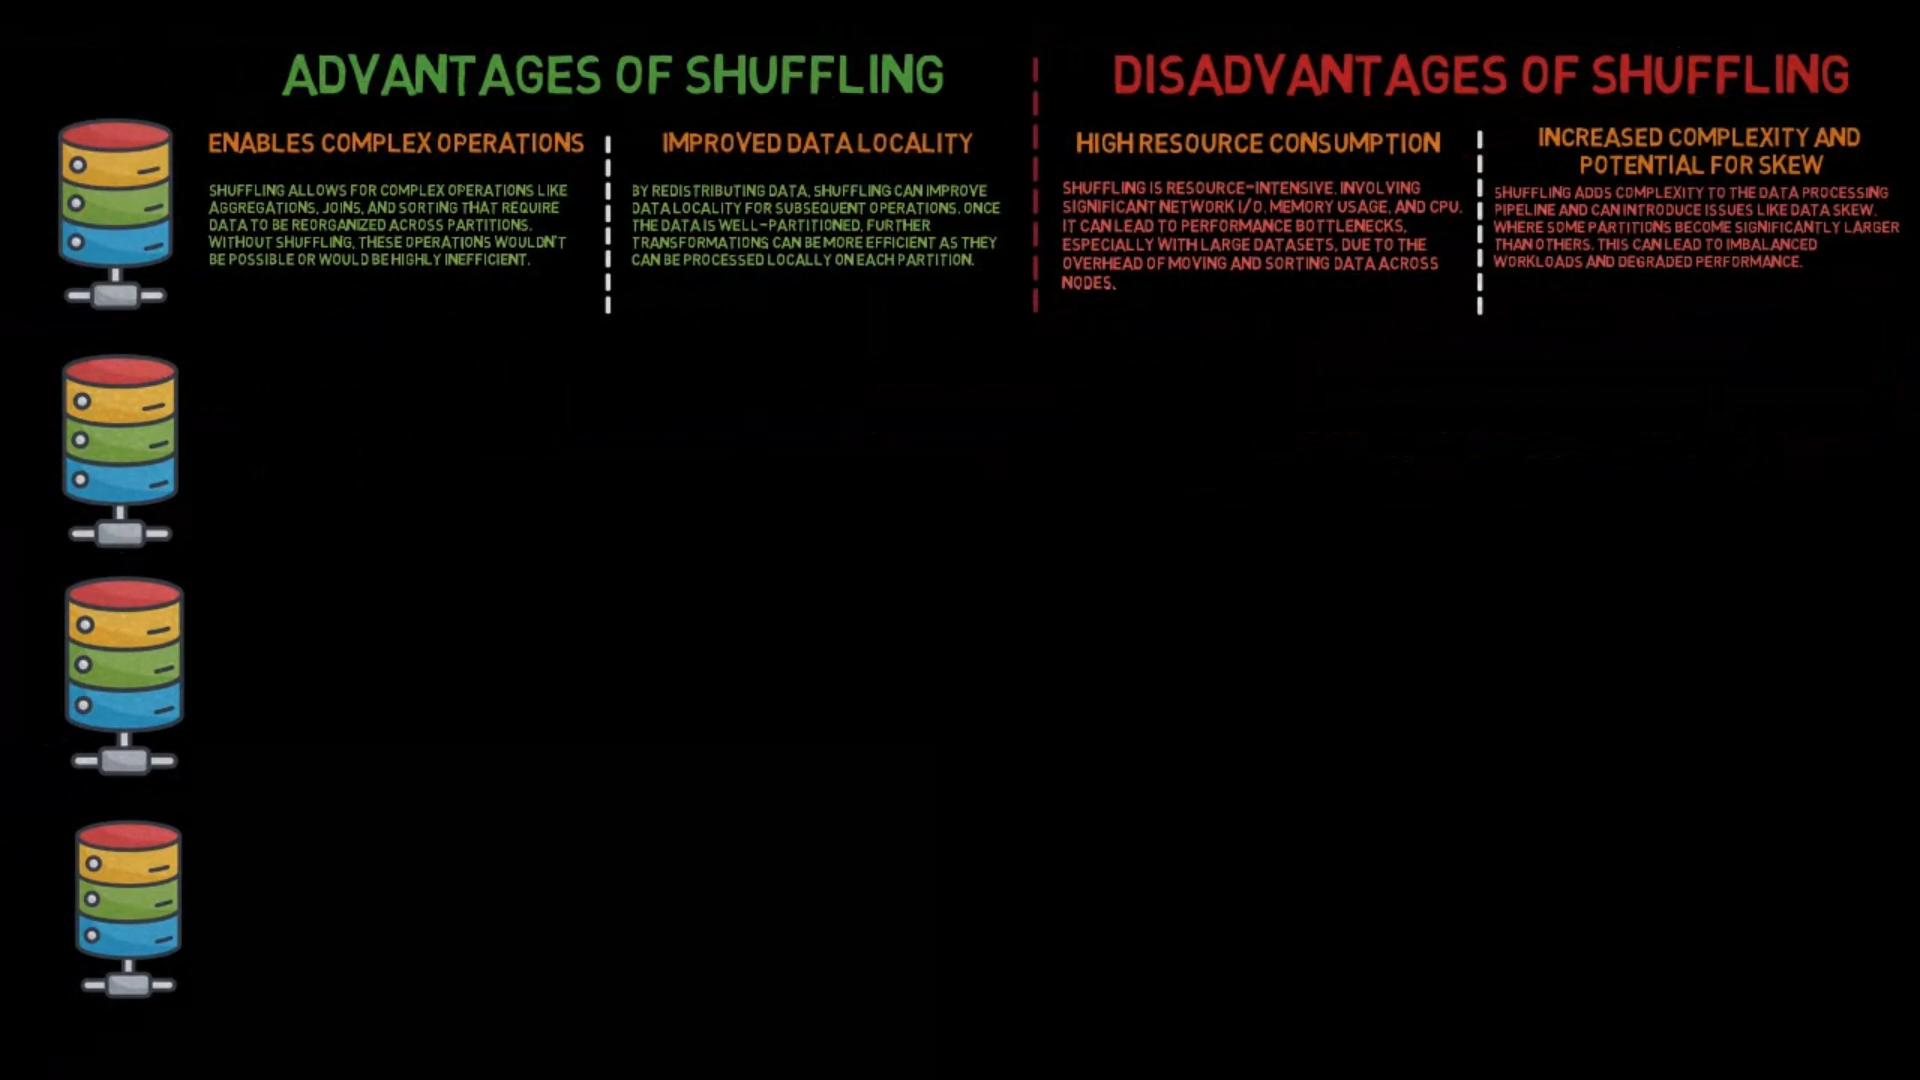 ADVANTAGES OF SHUFFLING
ENABLES COMPLEX OPERATIONS
SHUFFLING ALLOWS FOR COMPLEX OPERATIONS LIKE
AGGREGATIONS, JOINS, AND SORTING THAT REQUIRE
DATA TO BE REORGANIZED ACROSS PARTITIONS.
WITHOUT SHUFFLING, THESE OPERATIONS WOULDN'T
BE POSSIBLE OR WOULD BE HIGHLY INEFFICIENT.
IMPROVED DATA LOCALITY
BY REDISTRIBUTING DATA, SHUFFLING CAN IMPROVE
DATA LOCALITY FOR SUBSEQUENT OPERATIONS. ONCE
THE DATA IS WELL-PARTITIONED, FURTHER
TRANSFORMATIONS CAN BE MORE EFFICIENT AS THEY
CAN BE PROCESSED LOCALLY ON EACH PARTITION.
DISADVANTAGES OF SHUFFLING
HIGH RESOURCE CONSUMPTION
SHUFFLING IS RESOURCE-INTENSIVE, INVOLVING
SIGNIFICANT NETWORK I/O, MEMORY USAGE, AND CPU.
IT CAN LEAD TO PERFORMANCE BOTTLENECKS,
ESPECIALLY WITH LARGE DATASETS, DUE TO THE
OVERHEAD OF MOVING AND SORTING DATA ACROSS
NODES.
INCREASED COMPLEXITY AND
POTENTIAL FOR SKEW
SHUFFLING ADDS COMPLEXITY TO THE DATA PROCESSING
PIPELINE AND CAN INTRODUCE ISSUES LIKE DATA SKEW,
WHERE SOME PARTITIONS BECOME SIGNIFICANTLY LARGER
THAN OTHERS. THIS CAN LEAD TO IMBALANCED
WORKLOADS AND DEGRADED PERFORMANCE.